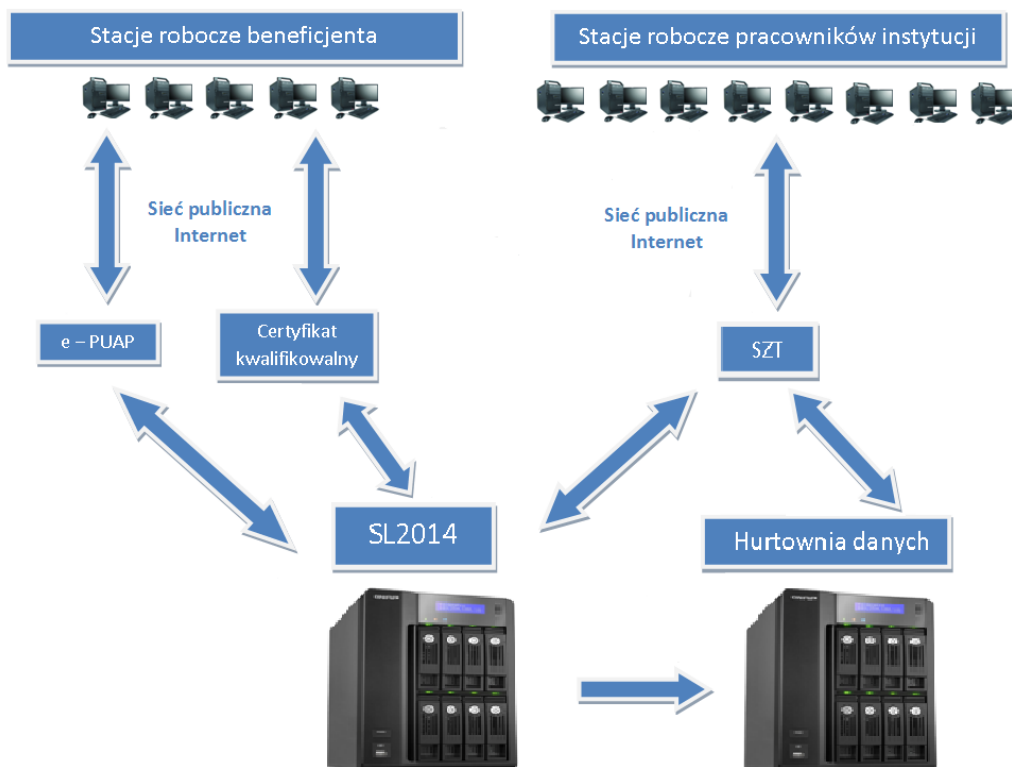 Stacje robocze beneficjenta
Stacje robocze pracowników instytucji
Sieć publiczna
Internet
Sieć publiczna
Internet
e – PUAP
Certyfikat
kwalifikowalny
SZT
SL2014
Hurtownia danych